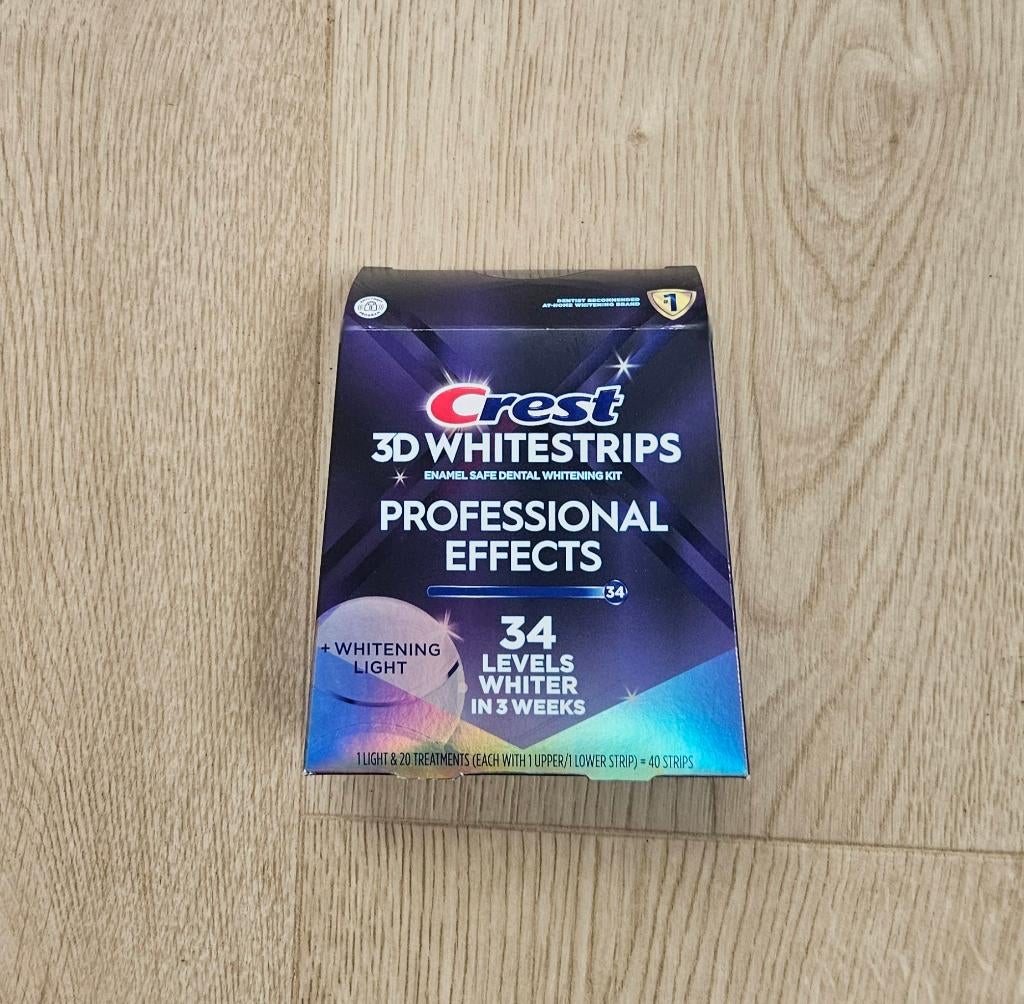 DENTIST RECOMMENDED
AT-HOME WHITENING BRAND
#1
Crest
3D WHITESTRIPS
ENAMEL SAFE DENTAL WHITENING KIT
PROFESSIONAL
EFFECTS
34
34
LEVELS
WHITER
IN 3 WEEKS
+ WHITENING
LIGHT
1 LIGHT & 20 TREATMENTS (EACH WITH 1 UPPER/1 LOWER STRIP) = 40 STRIPS